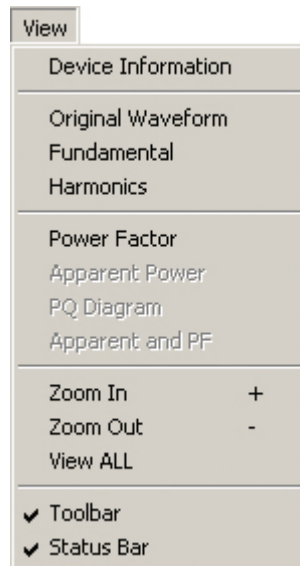 View
Device Information
Original Waveform
Fundamental
Harmonics
Power Factor
Apparent Power
PQ Diagram
Apparent and PF
Zoom In +
Zoom Out -
View ALL
Toolbar
Status Bar